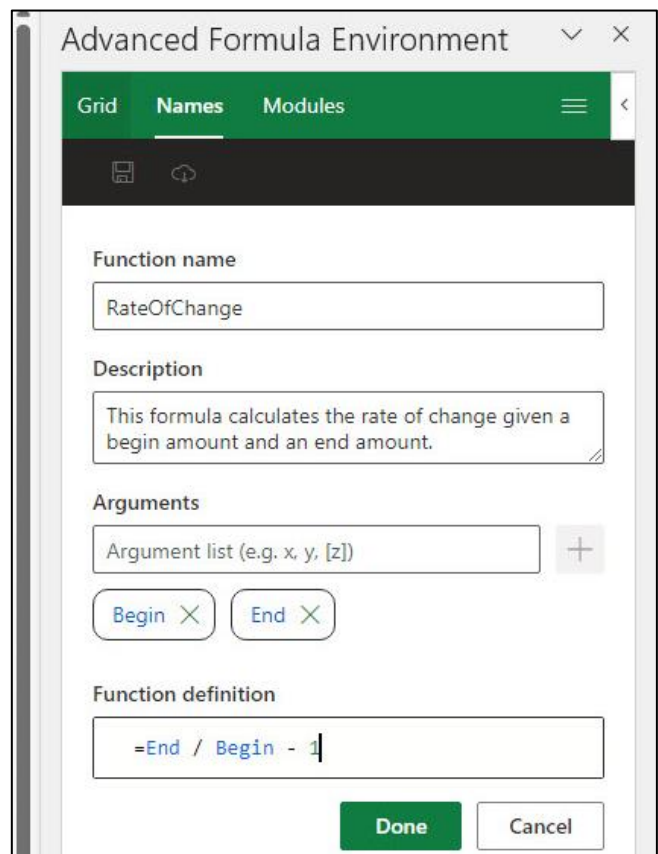 Advanced Formula Environment
Grid Names Modules
Function name
RateOfChange
Description
This formula calculates the rate of change given a
begin amount and an end amount.
Arguments
Argument list (e.g. x, y, [z])
Begin End
Function definition
=End / Begin - 1
Done Cancel